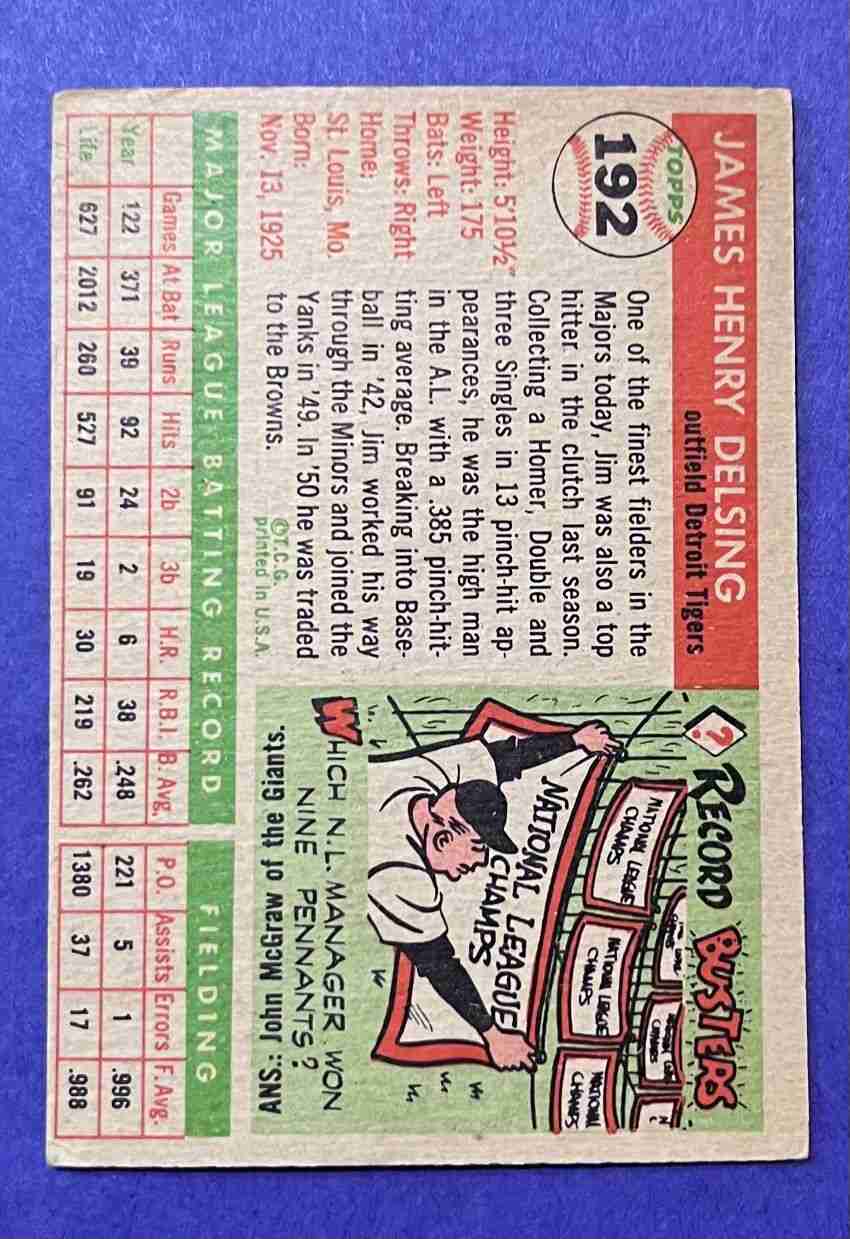 JAMES HENRY DELSING
outfield Detroit Tigers
TOPPS
192
Height: 5'10½"
Weight: 175
Bats: Left
Throws: Right
Home:
St. Louis, Mo.
Born:
Nov. 13, 1925
One of the finest fielders in the
Majors today, Jim was also a top
hitter in the clutch last season.
Collecting a Homer, Double and
three Singles in 13 pinch-hit ap-
pearances, he was the high man
in the A.L. with a .385 pinch-hit-
ting average. Breaking into Base-
ball in '42, Jim worked his way
through the Minors and joined the
Yanks in '49. In '50 he was traded
to the Browns.
©T.C.G.
printed in U.S.A.
? RECORD BUSTERS
NATIONAL LEAGUE
CHAMPS
NATIONAL LEAGUE
CHAMPS
NATIONAL
CHAMPS
NATIONAL LEAGUE
CHAMPS
WHICH N.L. MANAGER WON
NINE PENNANTS?
ANS.: John McGraw of the Giants.
MAJOR LEAGUE BATTING RECORD FIELDING
Games At Bat Runs Hits 2b 3b H.R. R.B.I. B. Avg. P.O. Assists Errors F. Avg.
Year 122 371 39 92 24 2 6 38 .248 221 5 1 .996
Life 627 2012 260 527 91 19 30 219 .262 1380 37 17 .988